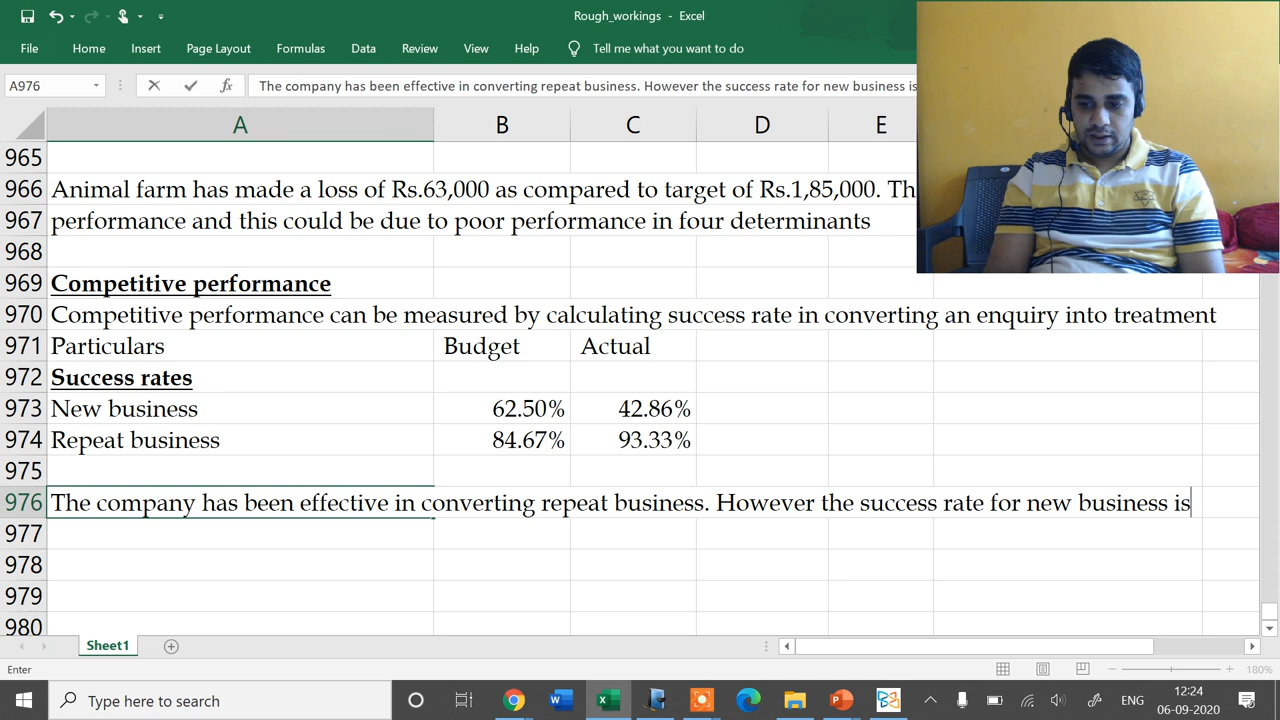 Rough_workings - Excel
File Home Insert Page Layout Formulas Data Review View Help Tell me what you want to do
A976 fx The company has been effective in converting repeat business. However the success rate for new business is
A B C D E
965
966 Animal farm has made a loss of Rs.63,000 as compared to target of Rs.1,85,000. Th
967 performance and this could be due to poor performance in four determinants
968
969 Competitive performance
970 Competitive performance can be measured by calculating success rate in converting an enquiry into treatment
971 Particulars Budget Actual
972 Success rates
973 New business 62.50% 42.86%
974 Repeat business 84.67% 93.33%
975
976 The company has been effective in converting repeat business. However the success rate for new business is
977
978
979
980
Sheet1
Enter 180%
Type here to search ENG 12:24
06-09-2020